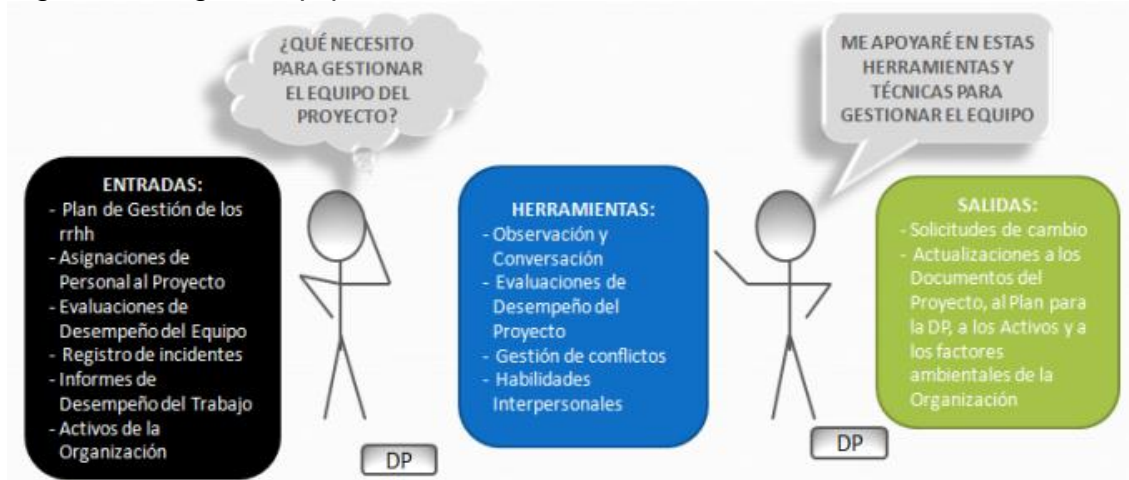 ¿QUÉ NECESITO
PARA GESTIONAR
EL EQUIPO DEL
PROYECTO?
ME APOYARÉ EN ESTAS
HERRAMIENTAS Y
TÉCNICAS PARA
GESTIONAR EL EQUIPO
ENTRADAS:
- Plan de Gestión de los
rrhh
- Asignaciones de
Personal al Proyecto
- Evaluaciones de
Desempeño del Equipo
- Registro de incidentes
- Informes de
Desempeño del Trabajo
- Activos de la
Organización
DP
HERRAMIENTAS:
- Observación y
Conversación
- Evaluaciones de
Desempeño del
Proyecto
- Gestión de conflictos
- Habilidades
Interpersonales
DP
SALIDAS:
- Solicitudes de cambio
- Actualizaciones a los
Documentos del
Proyecto, al Plan para
la DP, a los Activos y a
los factores
ambientales de la
Organización